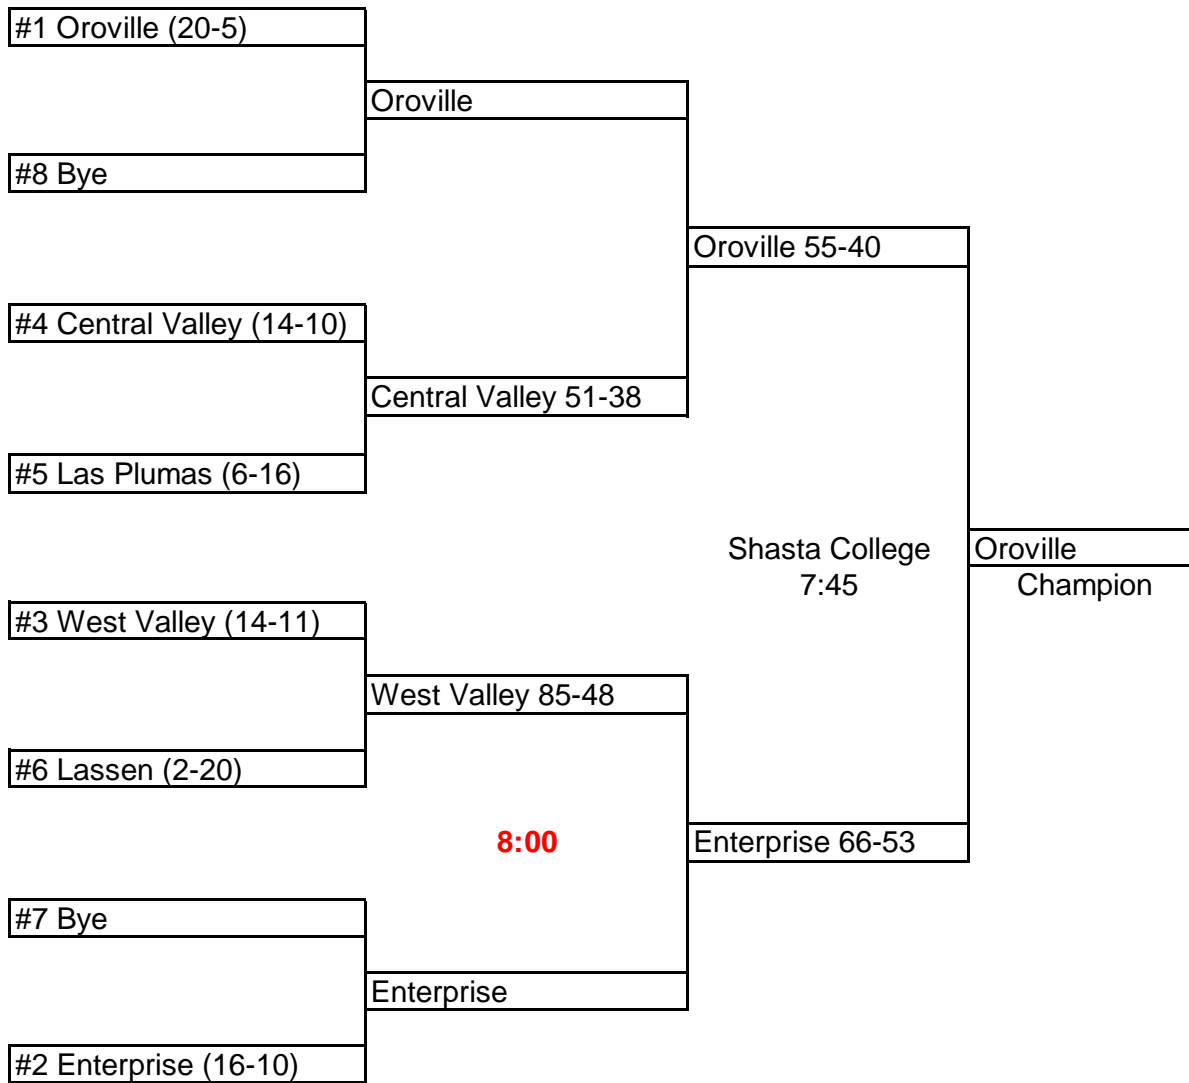 #1 Oroville (20-5)
Oroville
#8 Bye
Oroville 55-40
#4 Central Valley (14-10)
Central Valley 51-38
#5 Las Plumas (6-16)
Shasta College
7:45
Oroville
Champion
#3 West Valley (14-11)
West Valley 85-48
#6 Lassen (2-20)
8:00
Enterprise 66-53
#7 Bye
Enterprise
#2 Enterprise (16-10)